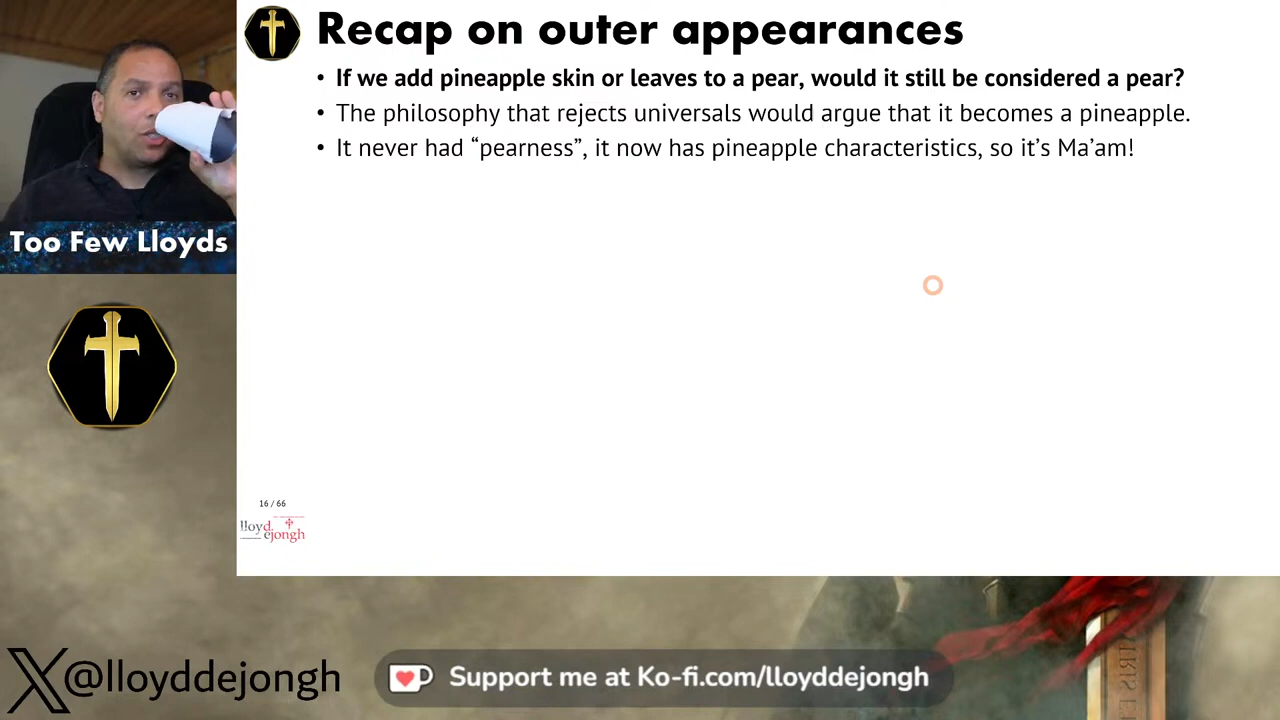 Recap on outer appearances
• If we add pineapple skin or leaves to a pear, would it still be considered a pear?
• The philosophy that rejects universals would argue that it becomes a pineapple.
• It never had “pearness”, it now has pineapple characteristics, so it’s Ma’am!
Too Few Lloyds
16 / 66
lloyd
ejongh
X@lloyddejongh
Support me at Ko-fi.com/lloyddejongh